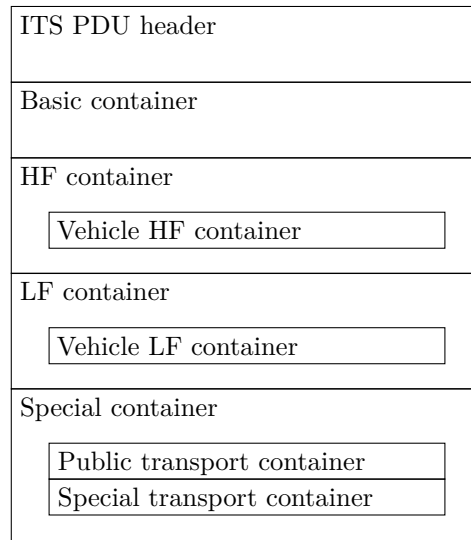 ITS PDU header
Basic container
HF container
Vehicle HF container
LF container
Vehicle LF container
Special container
Public transport container
Special transport container